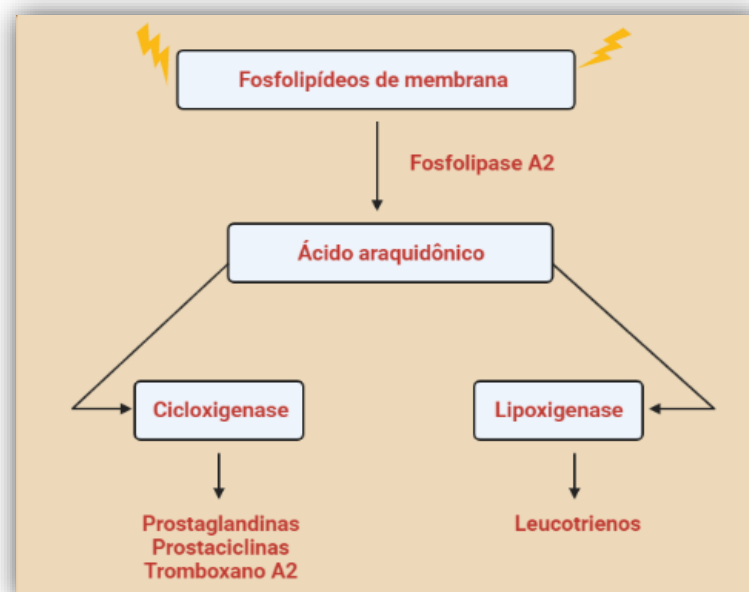 Fosfolipídeos de membrana
Fosfolipase A2
Ácido araquidônico
Cicloxigenase
Lipoxigenase
Prostaglandinas
Prostaciclinas
Tromboxano A2
Leucotrienos